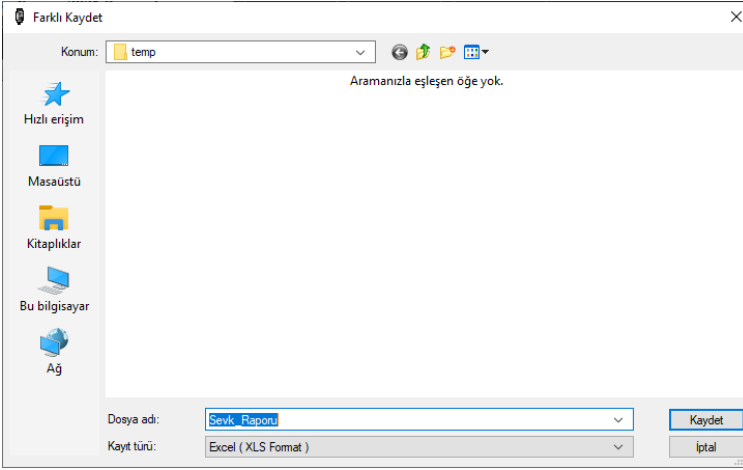 Farklı Kaydet
Konum: temp
Aramanızla eşleşen öğe yok.
Hızlı erişim
Masaüstü
Kitaplıklar
Bu bilgisayar
Ağ
Dosya adı: Sevk_Raporu Kaydet
Kayıt türü: Excel ( XLS Format ) İptal